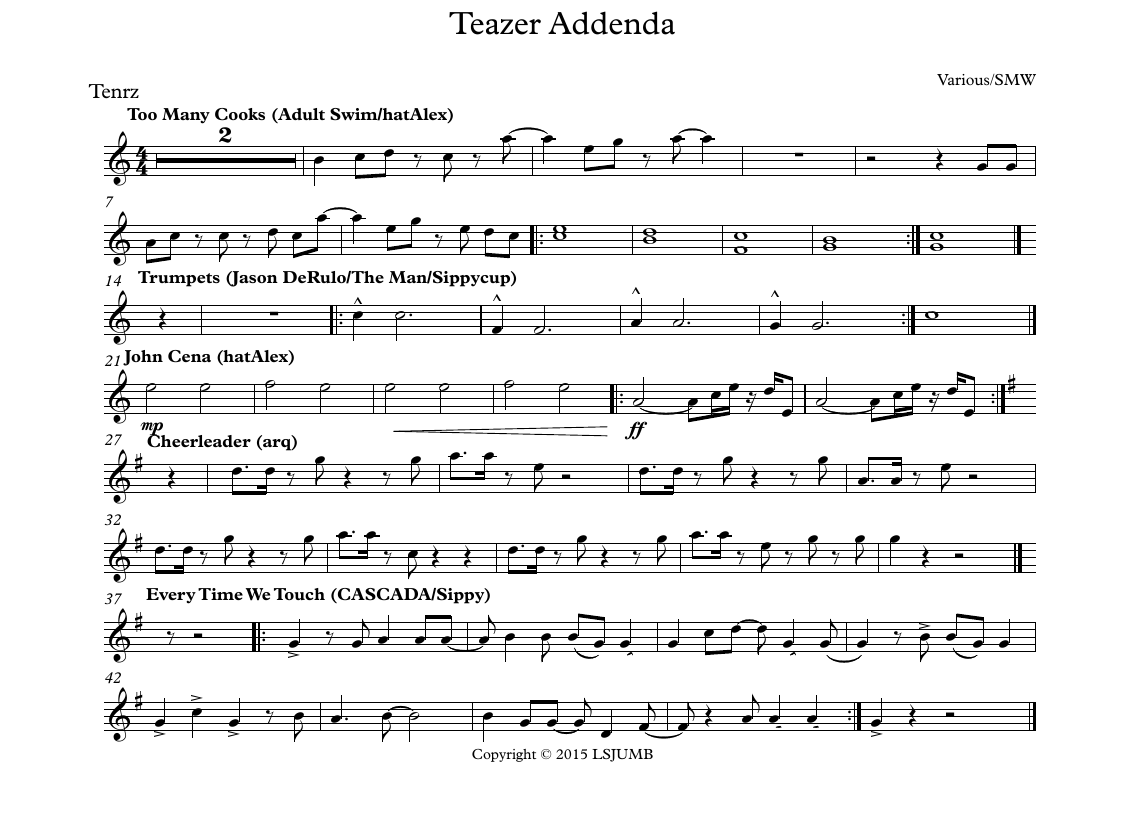 Teazer Addenda
Various/SMW
Tenrz
Too Many Cooks (Adult Swim/hatAlex)
2
4
4
7
14 Trumpets (Jason DeRulo/The Man/Sippycup)
21 John Cena (hatAlex)
mp
ff
27 Cheerleader (arq)
32
37 Every Time We Touch (CASCADA/Sippy)
42
Copyright © 2015 LSJUMB